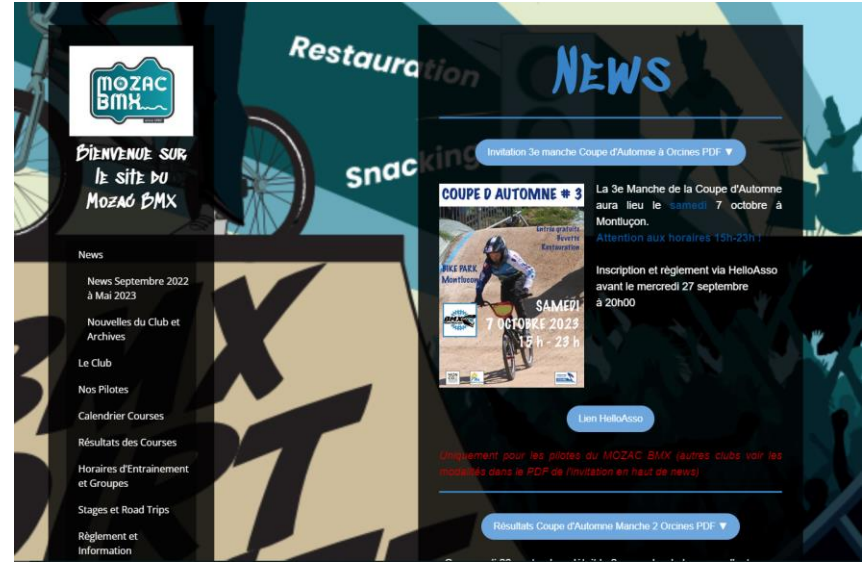 Restauration
Snacking
MOZAC
BMX
Bienvenue sur
le site du
Mozac BMX
News
News Septembre 2022
à Mai 2023
Nouvelles du Club et
Archives
Le Club
Nos Pilotes
Calendrier Courses
Résultats des Courses
Horaires d'Entrainement
et Groupes
Stages et Road Trips
Règlement et
Information
BMX
DIRT
News
Invitation 3e manche Coupe d'Automne à Orcines PDF ▼
COUPE D AUTOMNE # 3
Entrée gratuite
Buvette
Restauration
BIKE PARK
Montluçon
SAMEDI
7 OCTOBRE 2023
15 h - 23 h
La 3e Manche de la Coupe d'Automne
aura lieu le samedi 7 octobre à
Montluçon.
Attention aux horaires 15h-23h !
Inscription et règlement via HelloAsso
avant le mercredi 27 septembre
à 20h00
Lien HelloAsso
Uniquement pour les pilotes du MOZAC BMX (autres clubs voir les
modalités dans le PDF de l'invitation en haut de news)
Résultats Coupe d'Automne Manche 2 Orcines PDF ▼